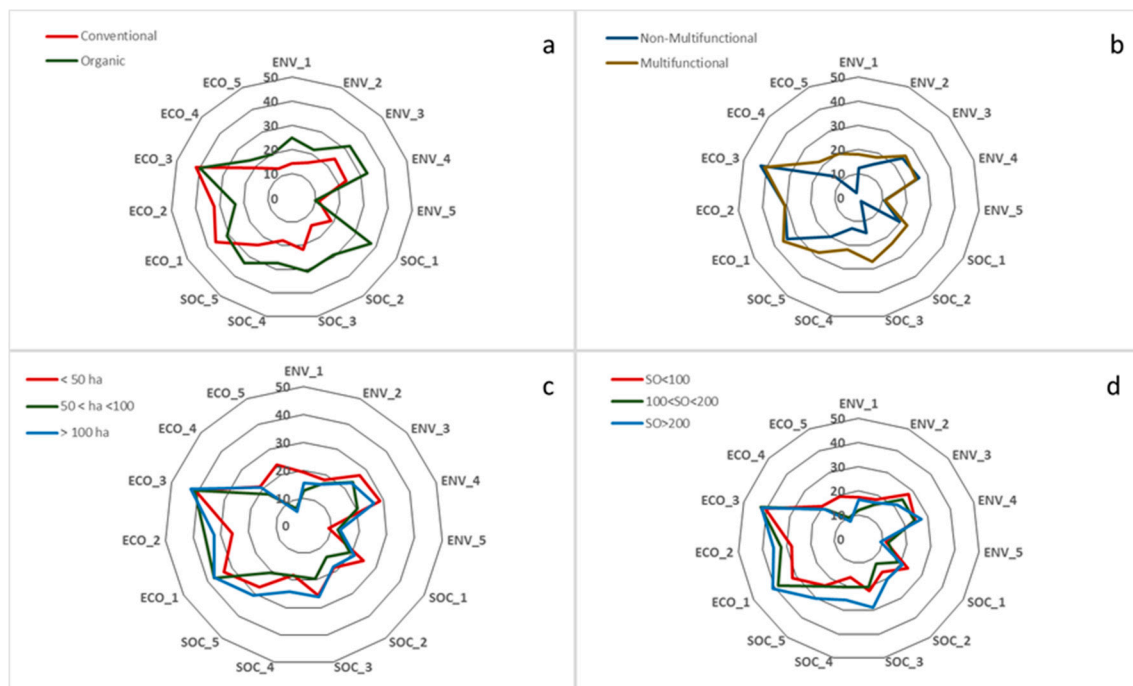 Conventional
Organic
a
ENV_1
ENV_2
ENV_3
ENV_4
ENV_5
SOC_1
SOC_2
SOC_3
SOC_4
SOC_5
ECO_1
ECO_2
ECO_3
ECO_4
ECO_5
50
40
30
20
10
0
Non-Multifunctional
Multifunctional
b
ENV_1
ENV_2
ENV_3
ENV_4
ENV_5
SOC_1
SOC_2
SOC_3
SOC_4
SOC_5
ECO_1
ECO_2
ECO_3
ECO_4
ECO_5
50
40
30
20
10
0
< 50 ha
50 < ha <100
> 100 ha
c
ENV_1
ENV_2
ENV_3
ENV_4
ENV_5
SOC_1
SOC_2
SOC_3
SOC_4
SOC_5
ECO_1
ECO_2
ECO_3
ECO_4
ECO_5
50
40
30
20
10
0
SO<100
100<SO<200
SO>200
d
ENV_1
ENV_2
ENV_3
ENV_4
ENV_5
SOC_1
SOC_2
SOC_3
SOC_4
SOC_5
ECO_1
ECO_2
ECO_3
ECO_4
ECO_5
50
40
30
20
10
0